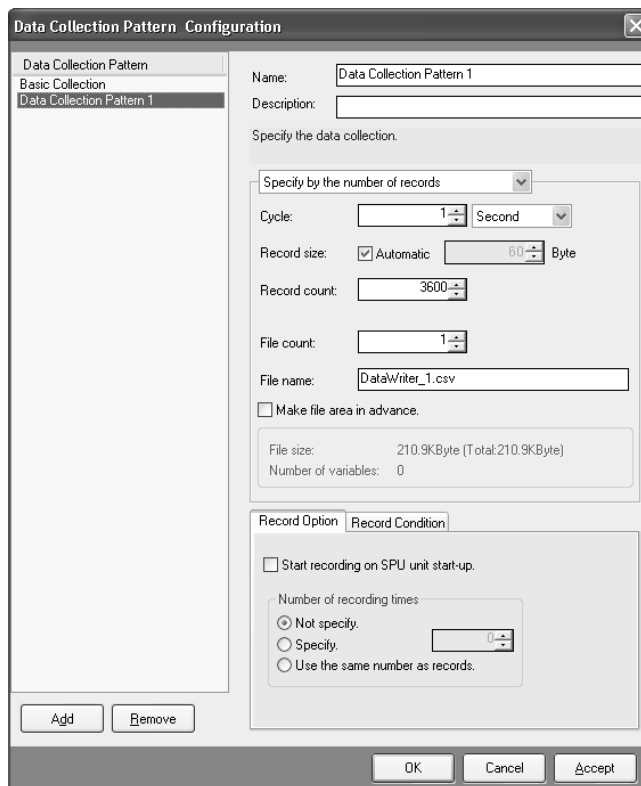 Data Collection Pattern  Configuration
Data Collection Pattern
Basic Collection
Data Collection Pattern 1
Add
Remove
Name: Data Collection Pattern 1
Description:
Specify the data collection.
Specify by the number of records
Cycle: 1 Second
Record size: Automatic 60 Byte
Record count: 3600
File count: 1
File name: DataWriter_1.csv
Make file area in advance.
File size: 210.9KByte (Total:210.9KByte)
Number of variables: 0
Record Option Record Condition
Start recording on SPU unit start-up.
Number of recording times
Not specify.
Specify. 0
Use the same number as records.
OK Cancel Accept